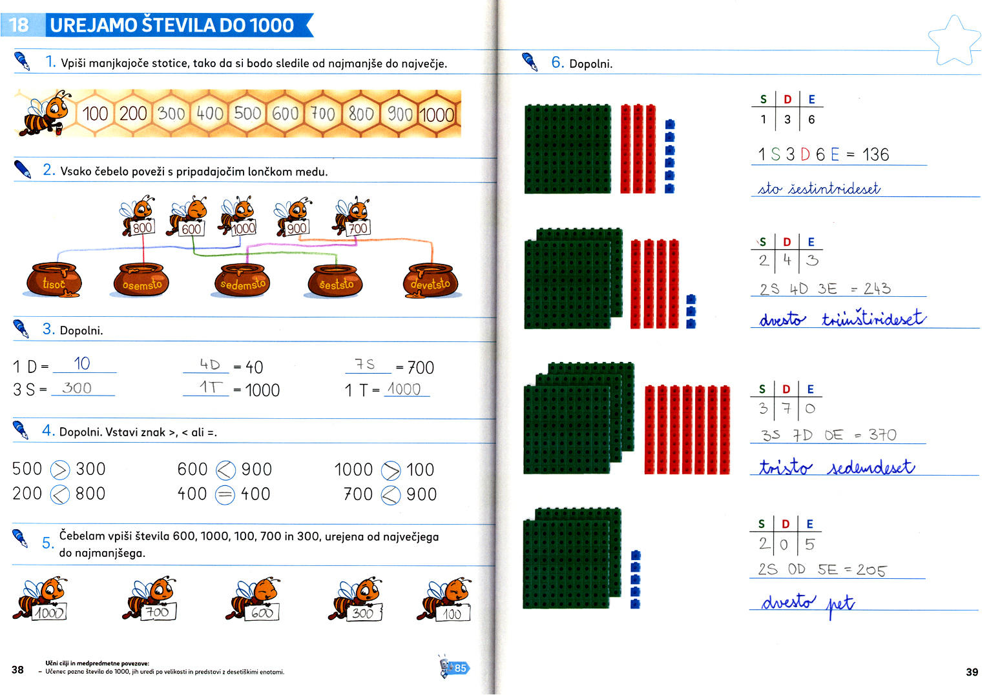 18 UREJAMO ŠTEVILA DO 1000
1. Vpiši manjkajoče stotice, tako da si bodo sledile od najmanjše do največje.
100 200 300 400 500 600 700 800 900 1000
2. Vsako čebelo poveži s pripadajočim lončkom medu.
800 600 1000 900 700
tisoč osemsto sedemsto šeststo devetsto
3. Dopolni.
1 D = 10 4D = 40 7S = 700
3 S = 300 1T = 1000 1 T = 1000
4. Dopolni. Vstavi znak >, < ali =.
500 > 300 600 < 900 1000 > 100
200 < 800 400 = 400 700 < 900
5. Čebelam vpiši števila 600, 1000, 100, 700 in 300, urejena od največjega
do najmanjšega.
1000 700 600 300 100
38
Učni cilji in medpredmetne povezave:
– Učenec pozna števila do 1000, jih uredi po velikosti in predstavi z desetiškimi enotami.
85
6. Dopolni.
S D E
1 3 6
1 S 3 D 6 E = 136
sto šestintrideset
S D E
2 4 3
2S 4D 3E = 243
dvesto triinštirideset
S D E
3 7 0
3S 7D 0E = 370
tristo sedemdeset
S D E
2 0 5
2S 0D 5E = 205
dvesto pet
39